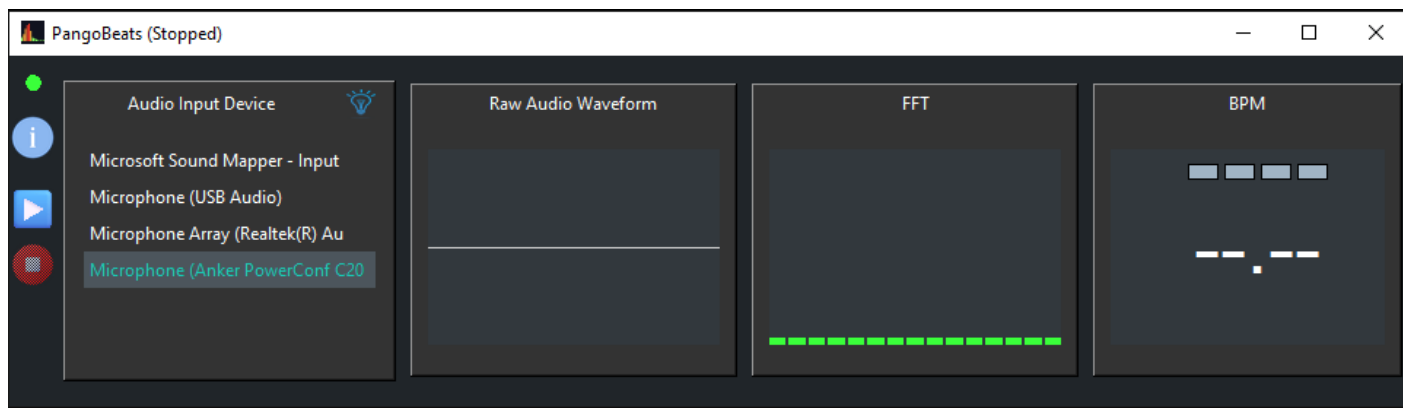 PangoBeats (Stopped)
Audio Input Device
Microsoft Sound Mapper - Input
Microphone (USB Audio)
Microphone Array (Realtek(R) Au
Microphone (Anker PowerConf C20
Raw Audio Waveform
FFT
BPM
--.--